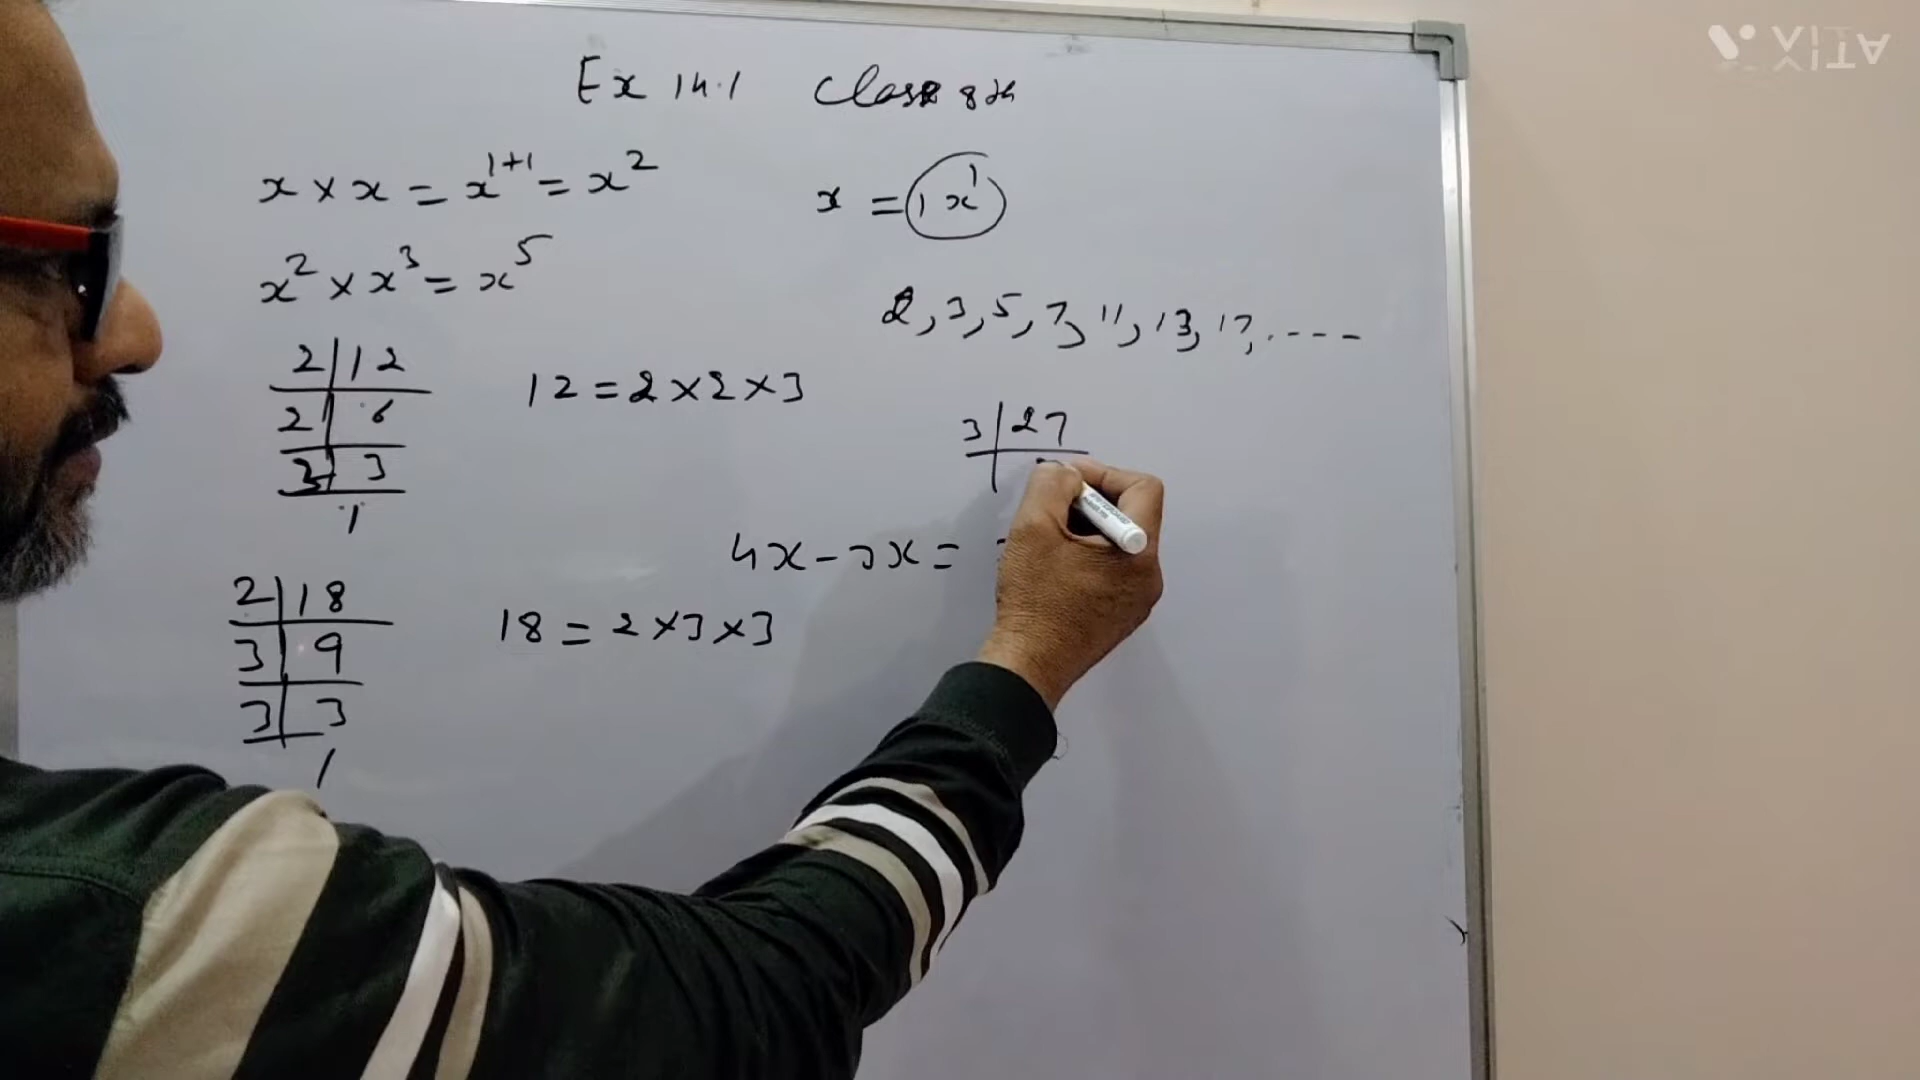 VITA
Ex 14.1 Class 8th
x × x = x^{1+1} = x^2
x = 1x^1
x^2 × x^3 = x^5
2, 3, 5, 7, 11, 13, 17, ----
2 | 12
2 | 6
3 | 3
1
12 = 2 × 2 × 3
3 | 27
4x - 3x =
2 | 18
3 | 9
3 | 3
1
18 = 2 × 3 × 3